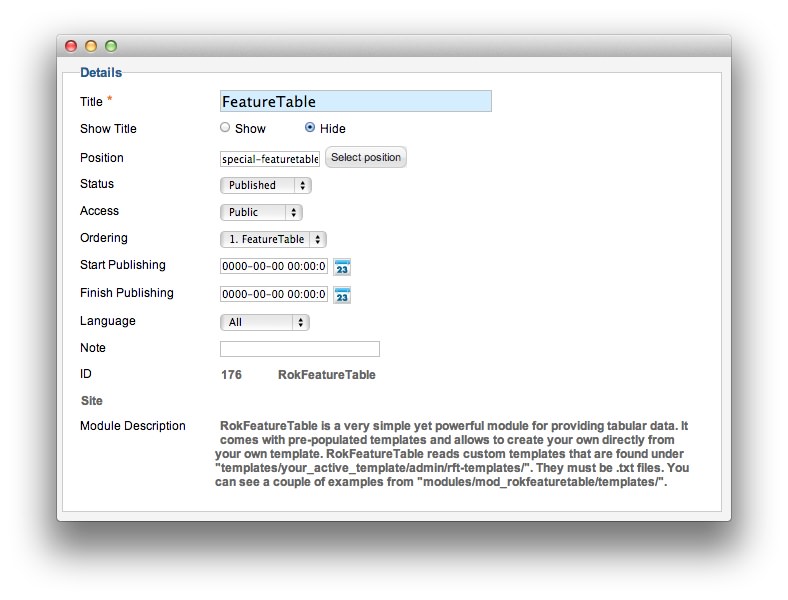 Details
Title * FeatureTable
Show Title Show Hide
Position special-featuretable Select position
Status Published
Access Public
Ordering 1. FeatureTable
Start Publishing 0000-00-00 00:00:0 23
Finish Publishing 0000-00-00 00:00:0 23
Language All
Note
ID 176 RokFeatureTable
Site
Module Description RokFeatureTable is a very simple yet powerful module for providing tabular data. It
comes with pre-populated templates and allows to create your own directly from
your own template. RokFeatureTable reads custom templates that are found under
"templates/your_active_template/admin/rft-templates/". They must be .txt files. You
can see a couple of examples from "modules/mod_rokfeaturetable/templates/".